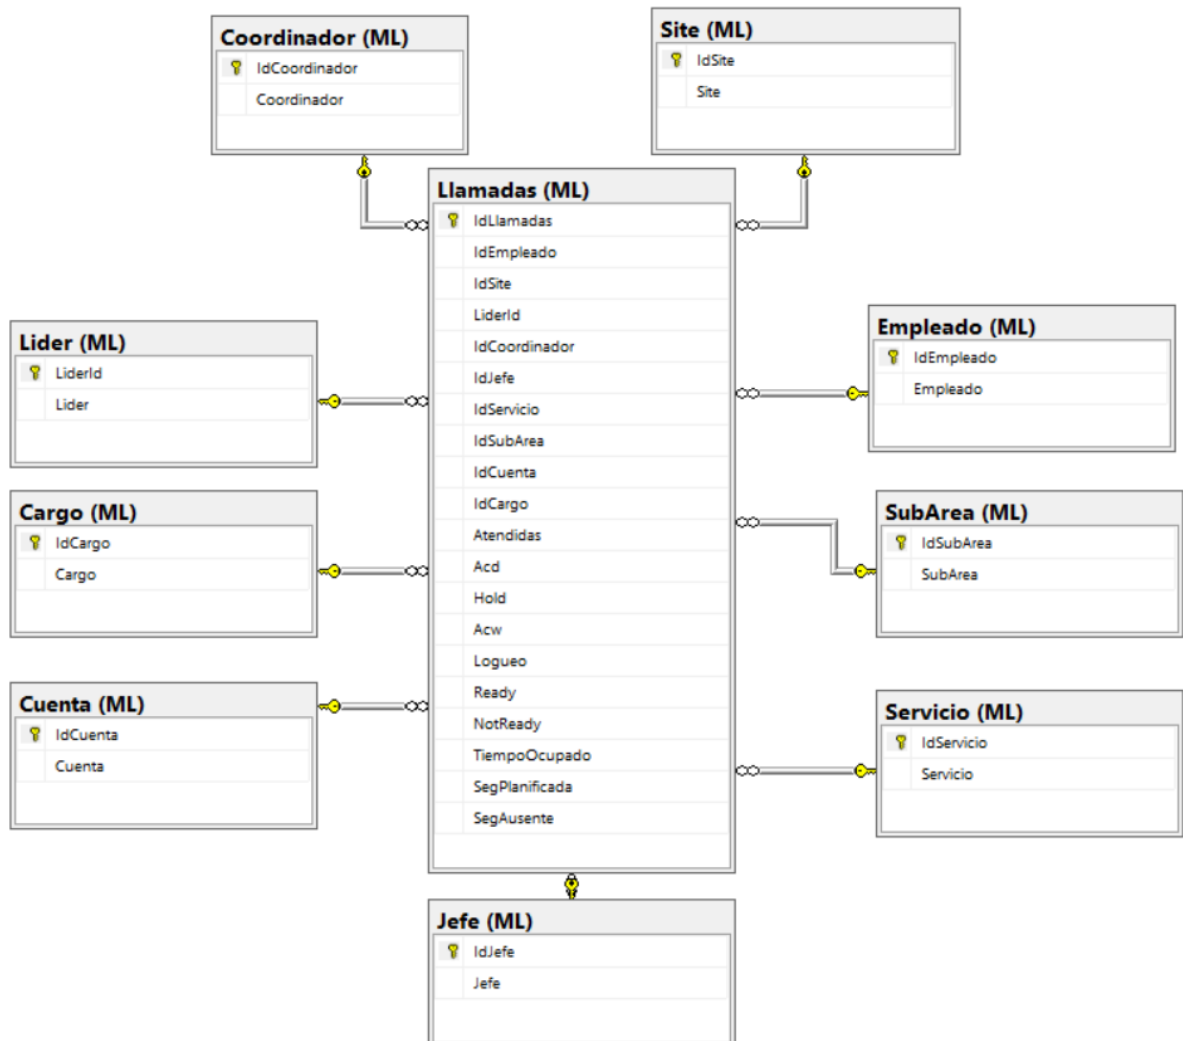 Coordinador (ML)
IdCoordinador
Coordinador
Site (ML)
IdSite
Site
Llamadas (ML)
IdLlamadas
IdEmpleado
IdSite
LiderId
IdCoordinador
IdJefe
IdServicio
IdSubArea
IdCuenta
IdCargo
Atendidas
Acd
Hold
Acw
Logueo
Ready
NotReady
TiempoOcupado
SegPlanificada
SegAusente
Lider (ML)
LiderId
Lider
Cargo (ML)
IdCargo
Cargo
Cuenta (ML)
IdCuenta
Cuenta
Empleado (ML)
IdEmpleado
Empleado
SubArea (ML)
IdSubArea
SubArea
Servicio (ML)
IdServicio
Servicio
Jefe (ML)
IdJefe
Jefe